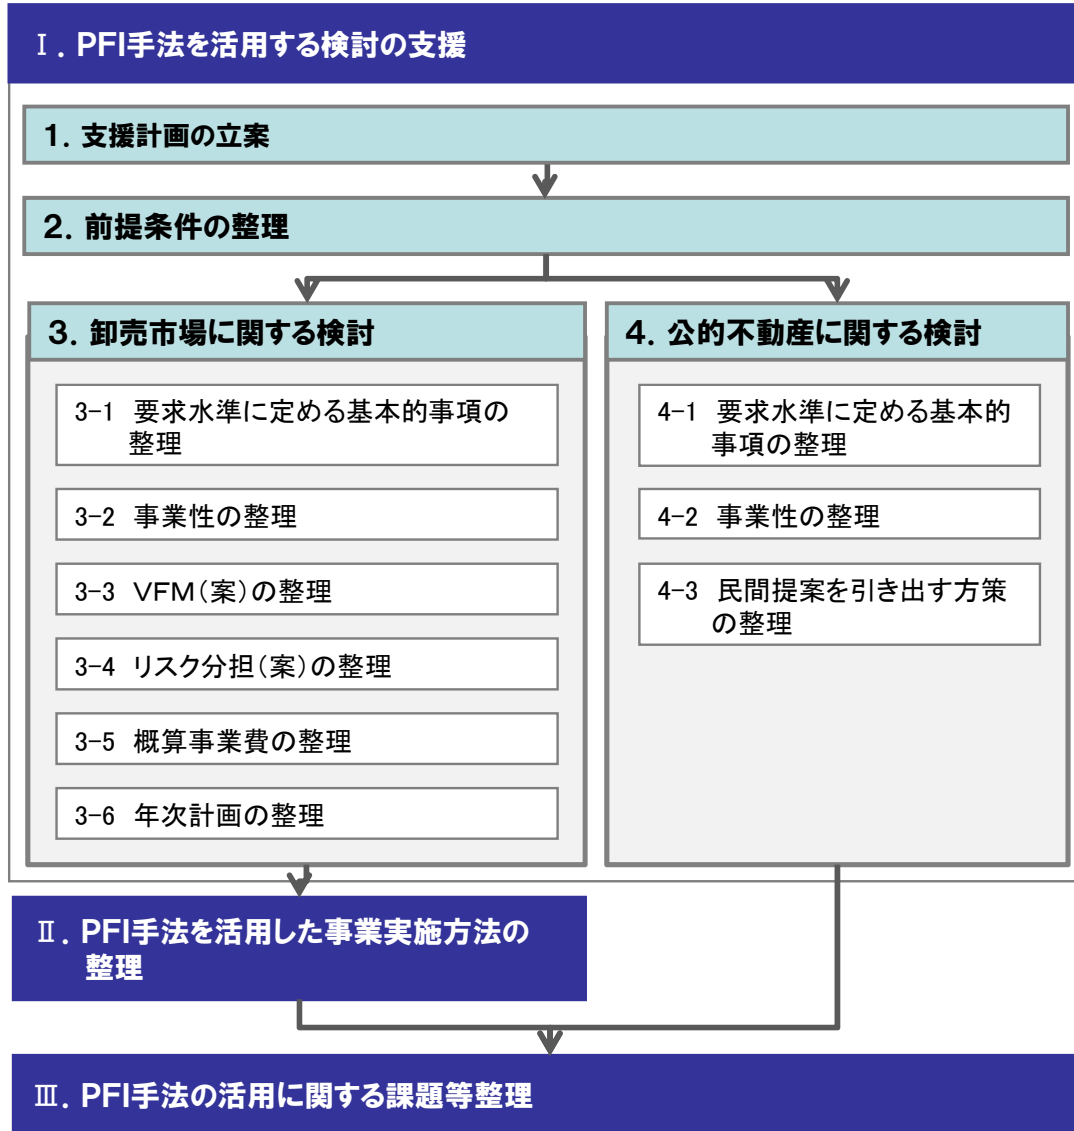 Ⅰ. PFI手法を活用する検討の支援
1. 支援計画の立案
2. 前提条件の整理
3. 卸売市場に関する検討
3-1 要求水準に定める基本的事項の
整理
3-2 事業性の整理
3-3 VFM(案)の整理
3-4 リスク分担(案)の整理
3-5 概算事業費の整理
3-6 年次計画の整理
4. 公的不動産に関する検討
4-1 要求水準に定める基本的
事項の整理
4-2 事業性の整理
4-3 民間提案を引き出す方策
の整理
Ⅱ. PFI手法を活用した事業実施方法の
整理
Ⅲ. PFI手法の活用に関する課題等整理